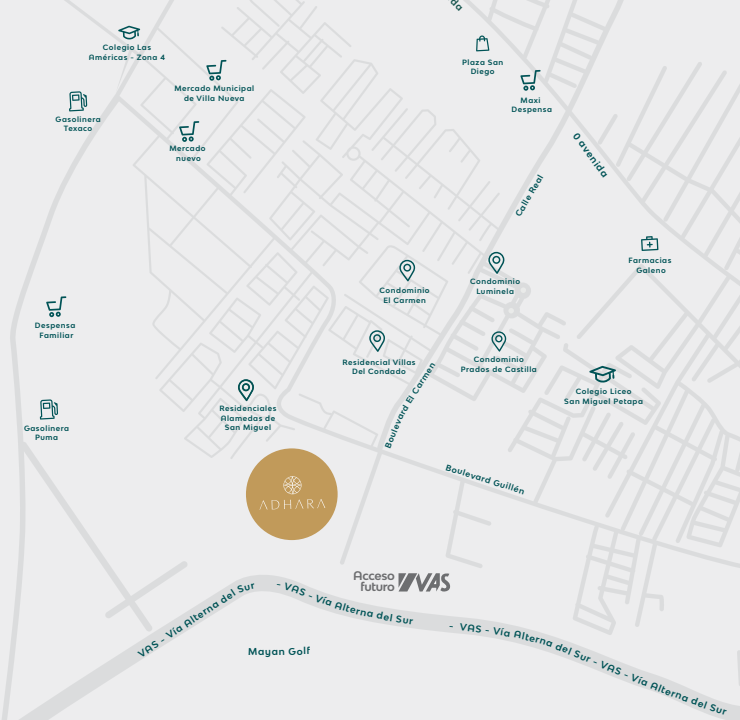 da
Colegio Las
Américas - Zona 4
Plaza San
Diego
Mercado Municipal
de Villa Nueva
Maxi
Despensa
Gasolinera
Texaco
Mercado
nuevo
0 avenida
Calle Real
Farmacias
Galeno
Condominio
El Carmen
Condominio
Luminela
Despensa
Familiar
Residencial Villas
Del Condado
Condominio
Prados de Castilla
Colegio Liceo
San Miguel Petapa
Boulevard El Carmen
Residenciales
Alamedas de
San Miguel
Gasolinera
Puma
Boulevard Guillén
ADHARA
Acceso
futuro VAS
VAS - Vía Alterna del Sur - VAS - Vía Alterna del Sur - VAS - Vía Alterna del Sur - VAS - Vía Alterna del Sur
Mayan Golf